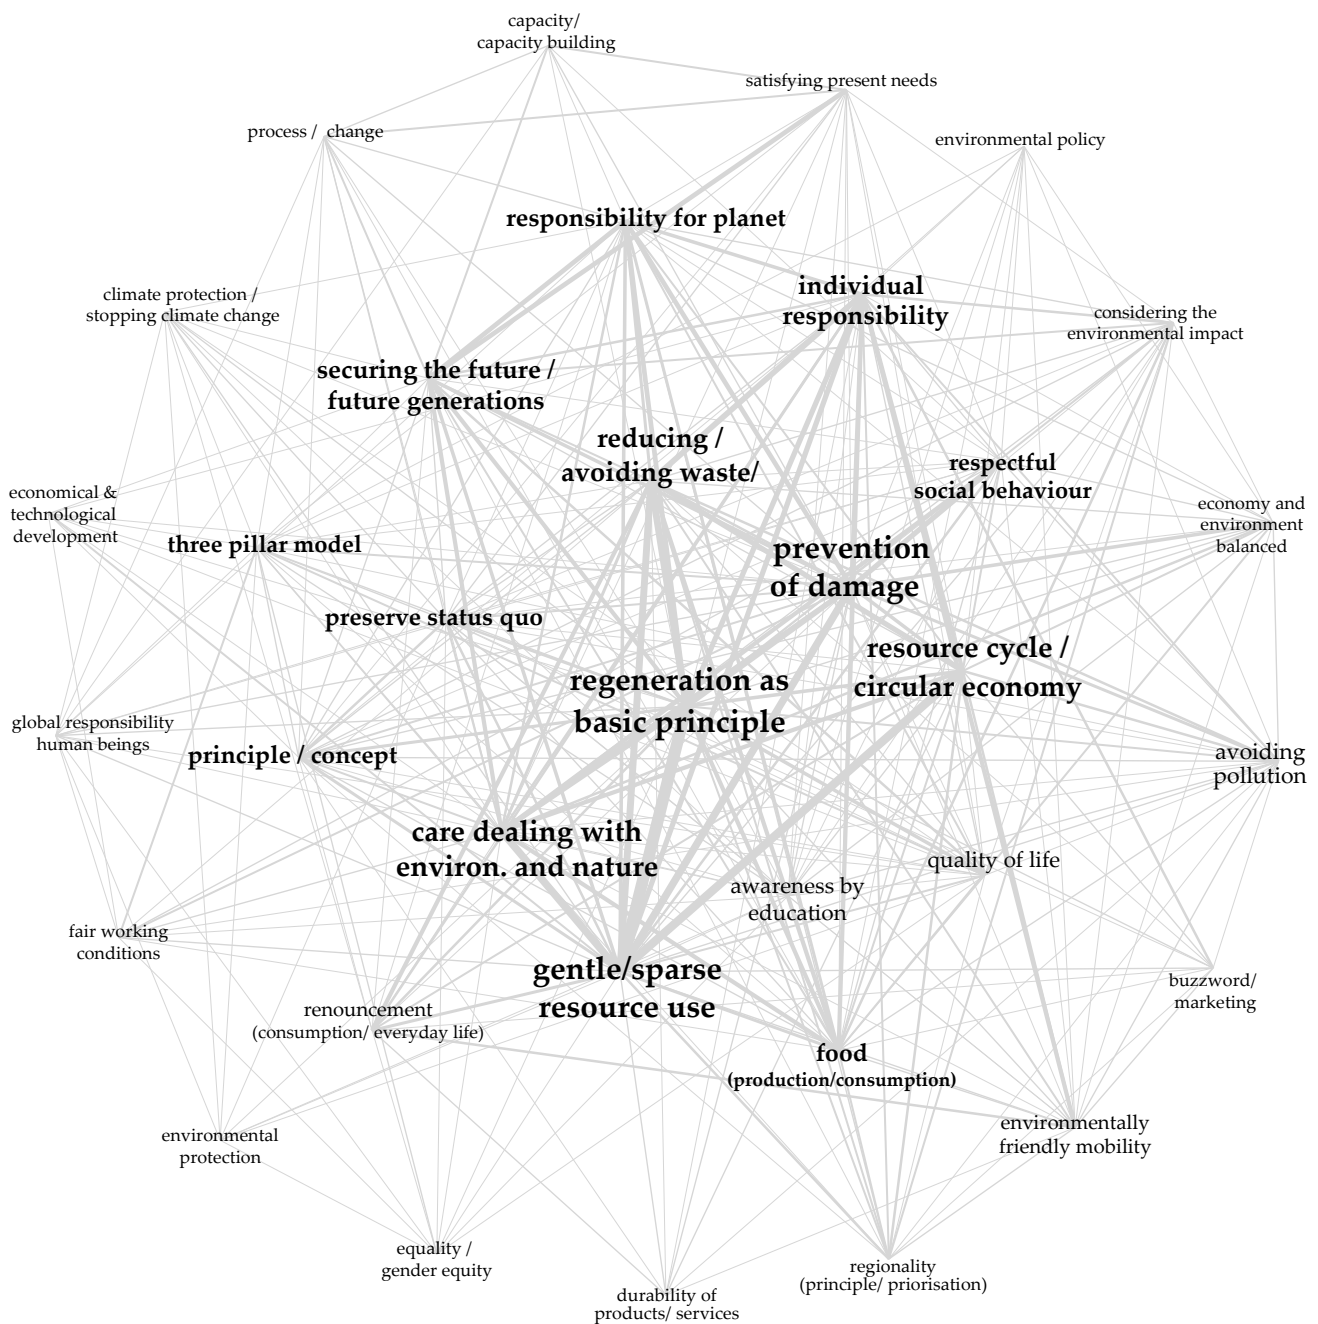 capacity/
capacity building
satisfying present needs
process / change
environmental policy
responsibility for planet
individual
responsibility
climate protection /
stopping climate change
considering the
environmental impact
securing the future /
future generations
reducing /
avoiding waste/
respectful
social behaviour
economical &
technological
development
economy and
environment
balanced
three pillar model
prevention
of damage
preserve status quo
resource cycle /
circular economy
regeneration as
basic principle
global responsibility
human beings
principle / concept
avoiding
pollution
care dealing with
environ. and nature
quality of life
awareness by
education
fair working
conditions
gentle/sparse
resource use
buzzword/
marketing
renouncement
(consumption/ everyday life)
food
(production/consumption)
environmentally
friendly mobility
environmental
protection
equality /
gender equity
regionality
(principle/ priorisation)
durability of
products/ services